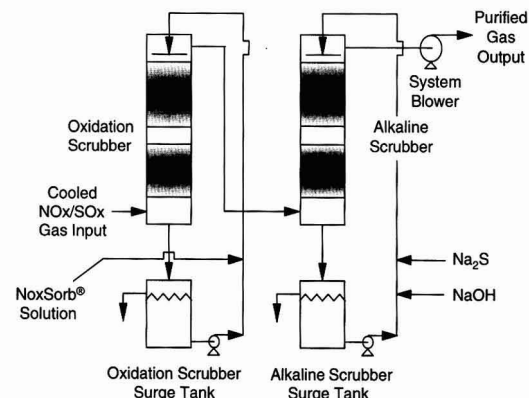 Purified
Gas
Output
System
Blower
Oxidation
Scrubber
Alkaline
Scrubber
Cooled
NOx/SOx
Gas Input
NoxSorb®
Solution
Na₂S
NaOH
Oxidation Scrubber
Surge Tank
Alkaline Scrubber
Surge Tank